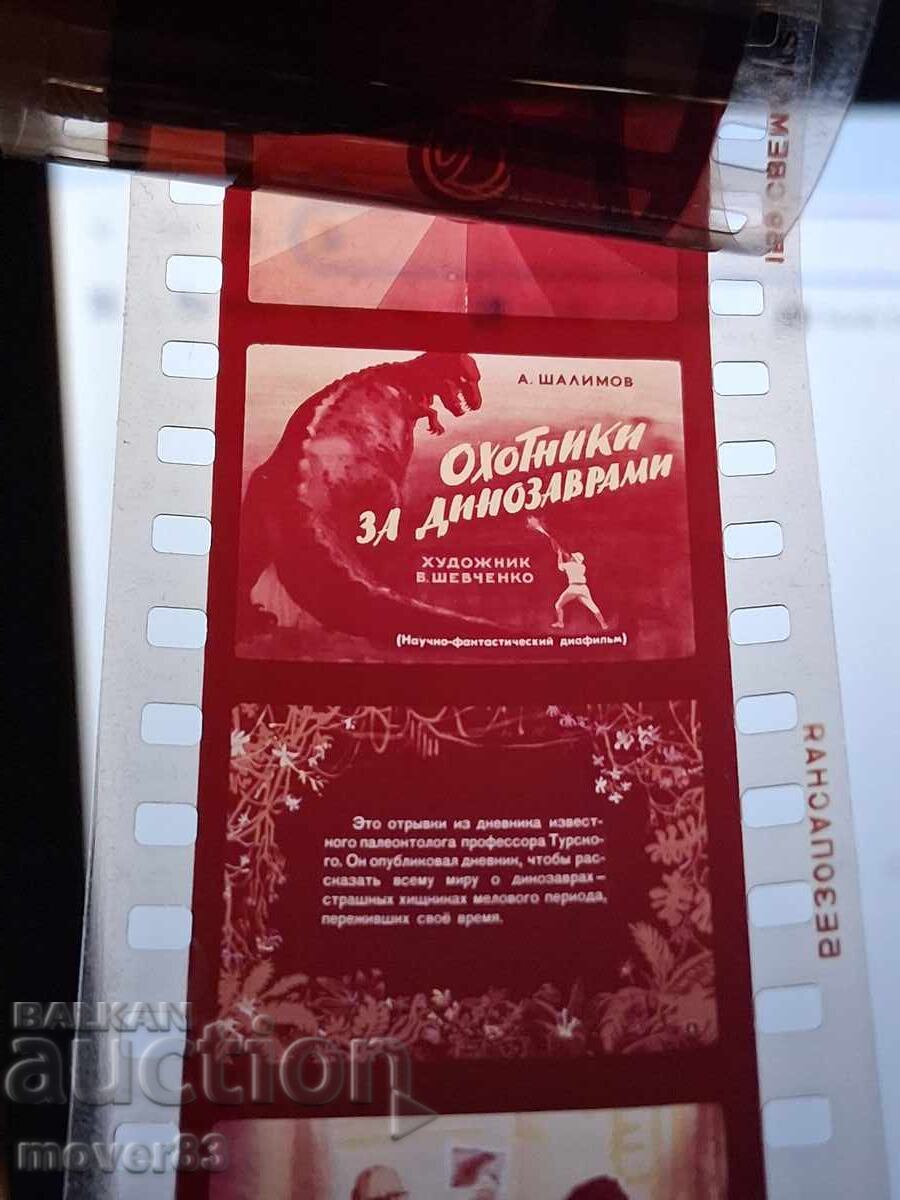 А. ШАЛИМОВ
ОХОТНИКИ
ЗА ДИНОЗАВРАМИ
ХУДОЖНИК
В. ШЕВЧЕНКО
(Научно-фантастический диафильм)
Это отрывки из дневника извест-
ного палеонтолога профессора Турско-
го. Он опубликовал дневник, чтобы рас-
сказать всему миру о динозаврах —
страшных хищниках мелового периода,
переживших своё время.
БЕЗОПАСНАЯ
BALKAN
auction
mover83